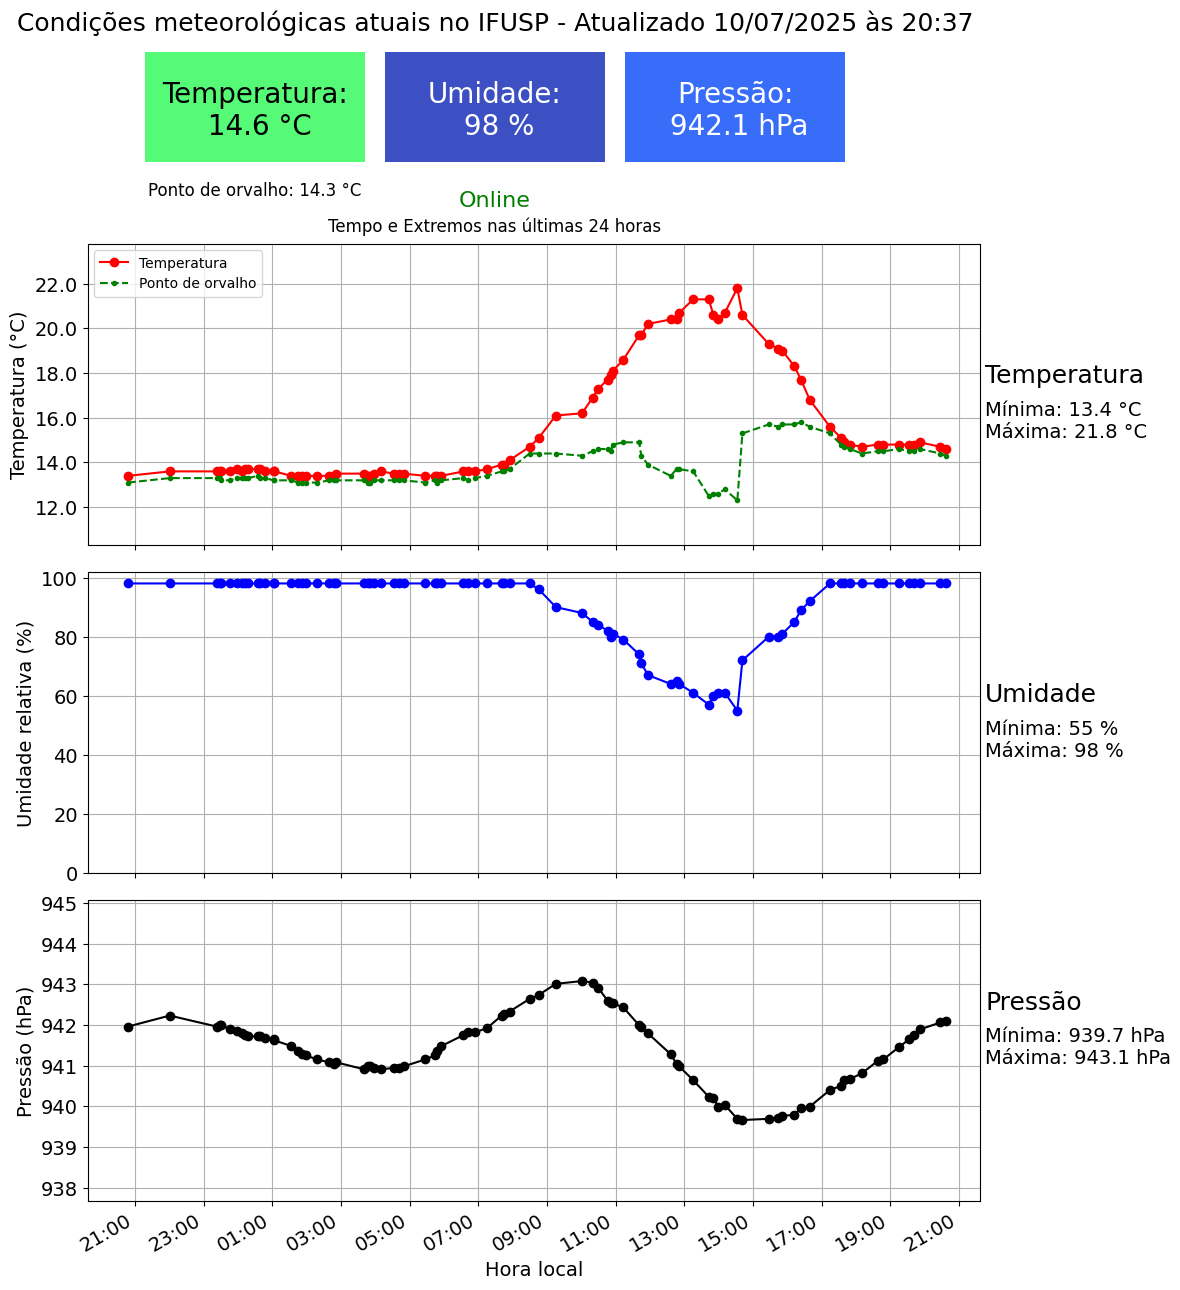 Condições meteorológicas atuais no IFUSP - Atualizado 10/07/2025 às 20:37
Temperatura:
14.6 °C
Umidade:
98 %
Pressão:
942.1 hPa
Ponto de orvalho: 14.3 °C
Online
Tempo e Extremos nas últimas 24 horas
Temperatura
Ponto de orvalho
Temperatura (°C)
22.0
20.0
18.0
16.0
14.0
12.0
Temperatura
Mínima: 13.4 °C
Máxima: 21.8 °C
Umidade relativa (%)
100
80
60
40
20
0
Umidade
Mínima: 55 %
Máxima: 98 %
Pressão (hPa)
945
944
943
942
941
940
939
938
Pressão
Mínima: 939.7 hPa
Máxima: 943.1 hPa
21:00
23:00
01:00
03:00
05:00
07:00
09:00
11:00
13:00
15:00
17:00
19:00
21:00
Hora local